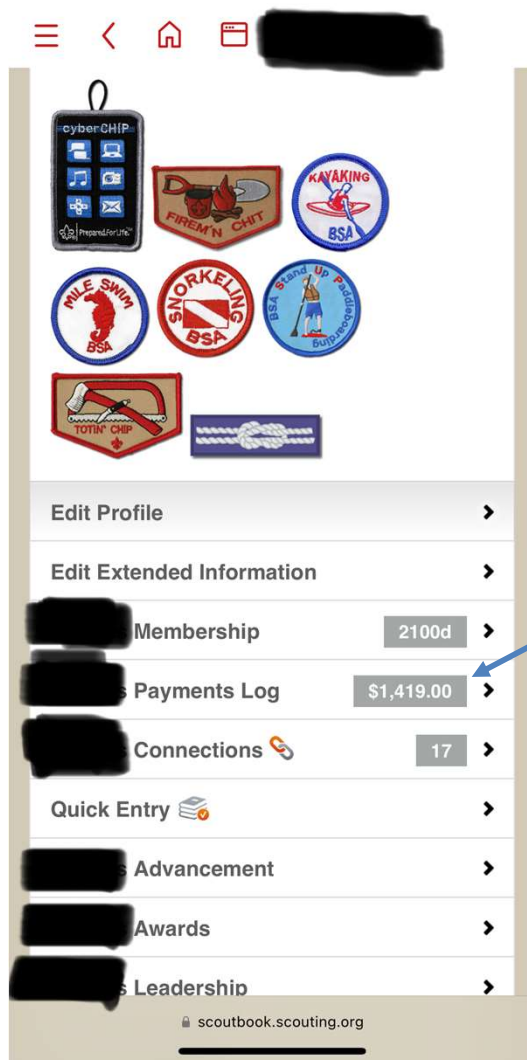 cyberCHIP
Prepared. For Life.™
FIREM'N CHIT
KAYAKING
BSA
MILE SWIM
BSA
SNORKELING
BSA
BSA Stand Up Paddleboarding
TOTIN' CHIP
Edit Profile
Edit Extended Information
s Membership 2100d
s Payments Log $1,419.00
s Connections 17
Quick Entry
s Advancement
s Awards
s Leadership
scoutbook.scouting.org